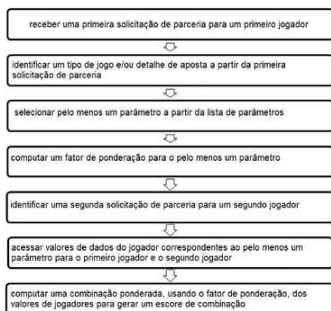 receber uma primeira solicitação de parceria para um primeiro jogador
identificar um tipo de jogo e/ou detalhe de aposta a partir da primeira
solicitação de parceria
selecionar pelo menos um parâmetro a partir da lista de parâmetros
computar um fator de ponderação para o pelo menos um parâmetro
identificar uma segunda solicitação de parceria para um segundo jogador
acessar valores de dados do jogador correspondentes ao pelo menos um
parâmetro para o primeiro jogador e o segundo jogador
computar uma combinação ponderada, usando o fator de ponderação, dos
valores de jogadores para gerar um escore de combinação